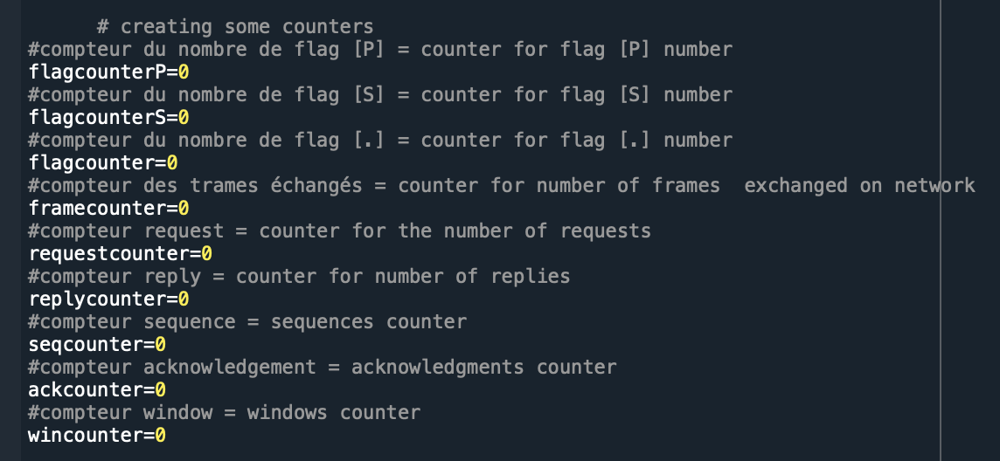 # creating some counters
#compteur du nombre de flag [P] = counter for flag [P] number
flagcounterP=0
#compteur du nombre de flag [S] = counter for flag [S] number
flagcounterS=0
#compteur du nombre de flag [.] = counter for flag [.] number
flagcounter=0
#compteur des trames échangés = counter for number of frames  exchanged on network
framecounter=0
#compteur request = counter for the number of requests
requestcounter=0
#compteur reply = counter for number of replies
replycounter=0
#compteur sequence = sequences counter
seqcounter=0
#compteur acknowledgement = acknowledgments counter
ackcounter=0
#compteur window = windows counter
wincounter=0